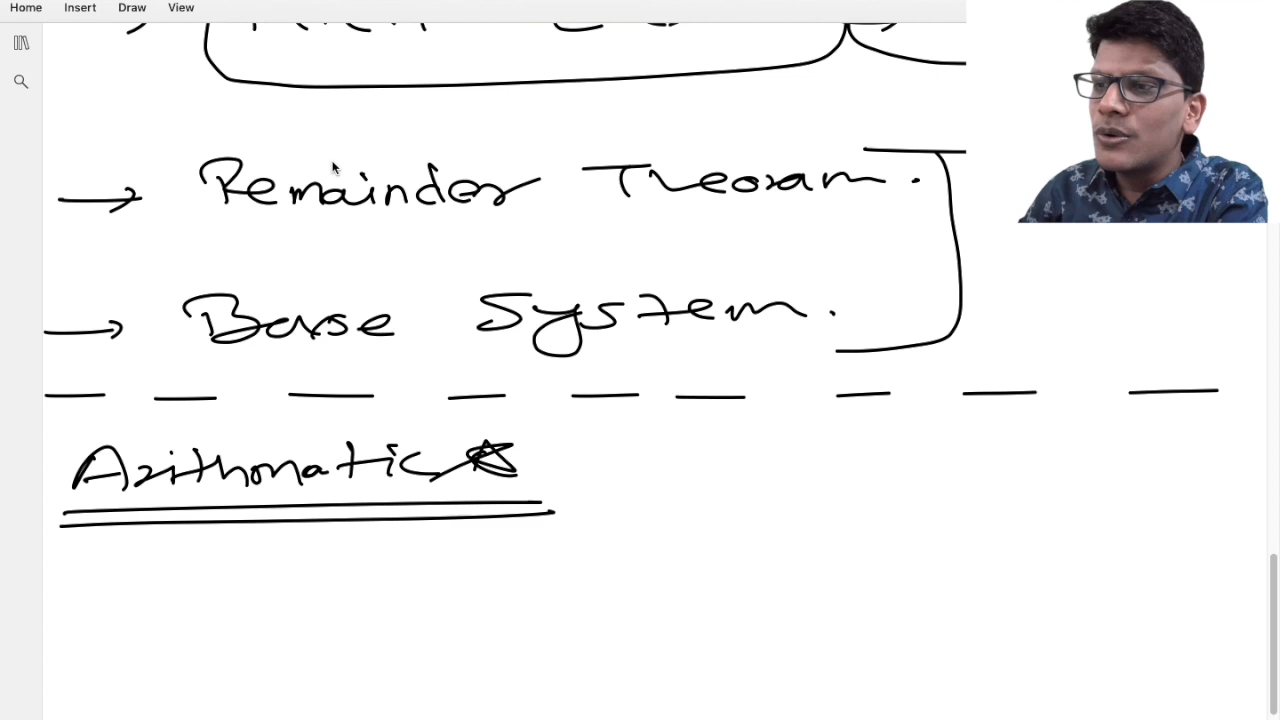 Home Insert Draw View
→ Remainder Theoram.
→ Base System.
Arithmatic